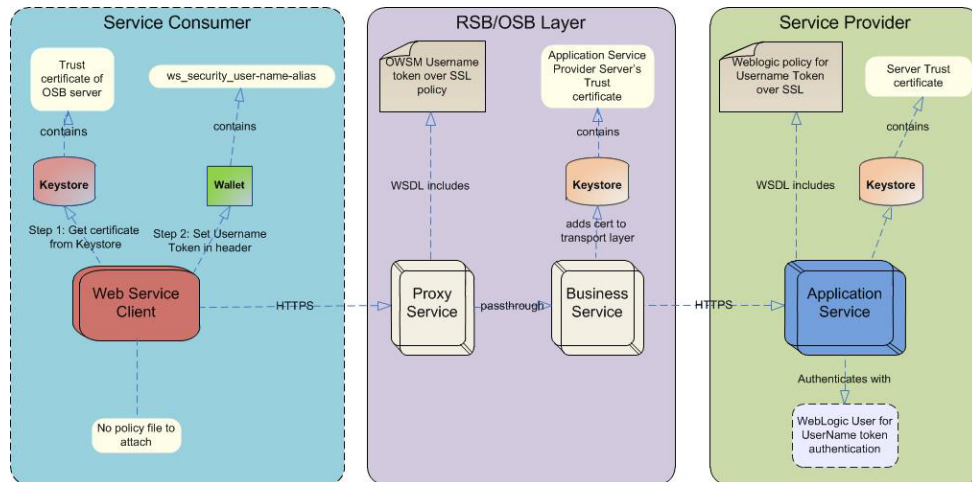 Service Consumer
Trust
certificate of
OSB server
ws_security_user-name-alias
contains
contains
Keystore
Wallet
Step 1: Get certificate
from Keystore
Step 2: Set Username
Token in header
Web Service
Client
HTTPS
No policy file to
attach
RSB/OSB Layer
OWSM Username
token over SSL
policy
Application Service
Provider Server's
Trust
certificate
contains
WSDL includes
Keystore
adds cert to
transport layer
Proxy
Service
passthrough
Business
Service
HTTPS
Service Provider
Weblogic policy for
Username Token
over SSL
Server Trust
certificate
contains
WSDL includes
Keystore
Application
Service
Authenticates with
WebLogic User for
UserName token
authentication